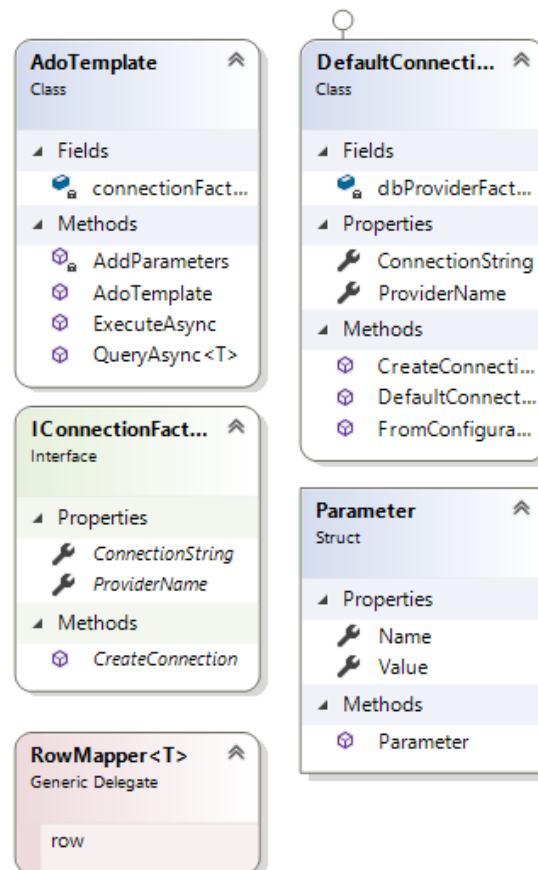 AdoTemplate
Class
Fields
connectionFact...
Methods
AddParameters
AdoTemplate
ExecuteAsync
QueryAsync<T>
DefaultConnecti...
Class
Fields
dbProviderFact...
Properties
ConnectionString
ProviderName
Methods
CreateConnecti...
DefaultConnect...
FromConfigura...
IConnectionFact...
Interface
Properties
ConnectionString
ProviderName
Methods
CreateConnection
Parameter
Struct
Properties
Name
Value
Methods
Parameter
RowMapper<T>
Generic Delegate
row